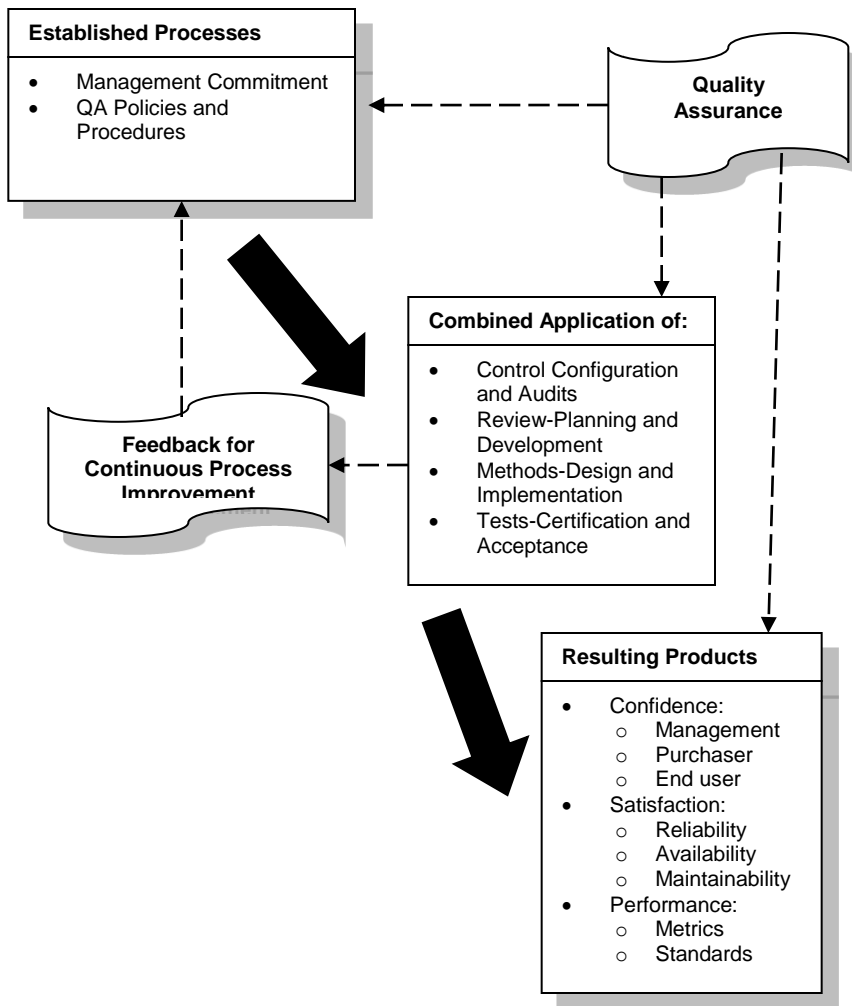 Established Processes
• Management Commitment
• QA Policies and
Procedures
Quality
Assurance
Combined Application of:
• Control Configuration
and Audits
• Review-Planning and
Development
• Methods-Design and
Implementation
• Tests-Certification and
Acceptance
Feedback for
Continuous Process
Improvement
Resulting Products
• Confidence:
o Management
o Purchaser
o End user
• Satisfaction:
o Reliability
o Availability
o Maintainability
• Performance:
o Metrics
o Standards